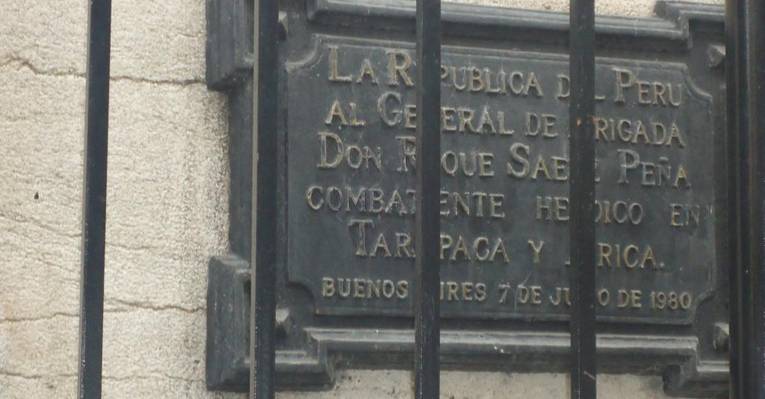 LA REPUBLICA DEL PERU
AL GENERAL DE BRIGADA
DON ROQUE SAENZ PEÑA
COMBATIENTE HEROICO EN
TARAPACA Y ARICA.
BUENOS AIRES 7 DE JUNIO DE 1980